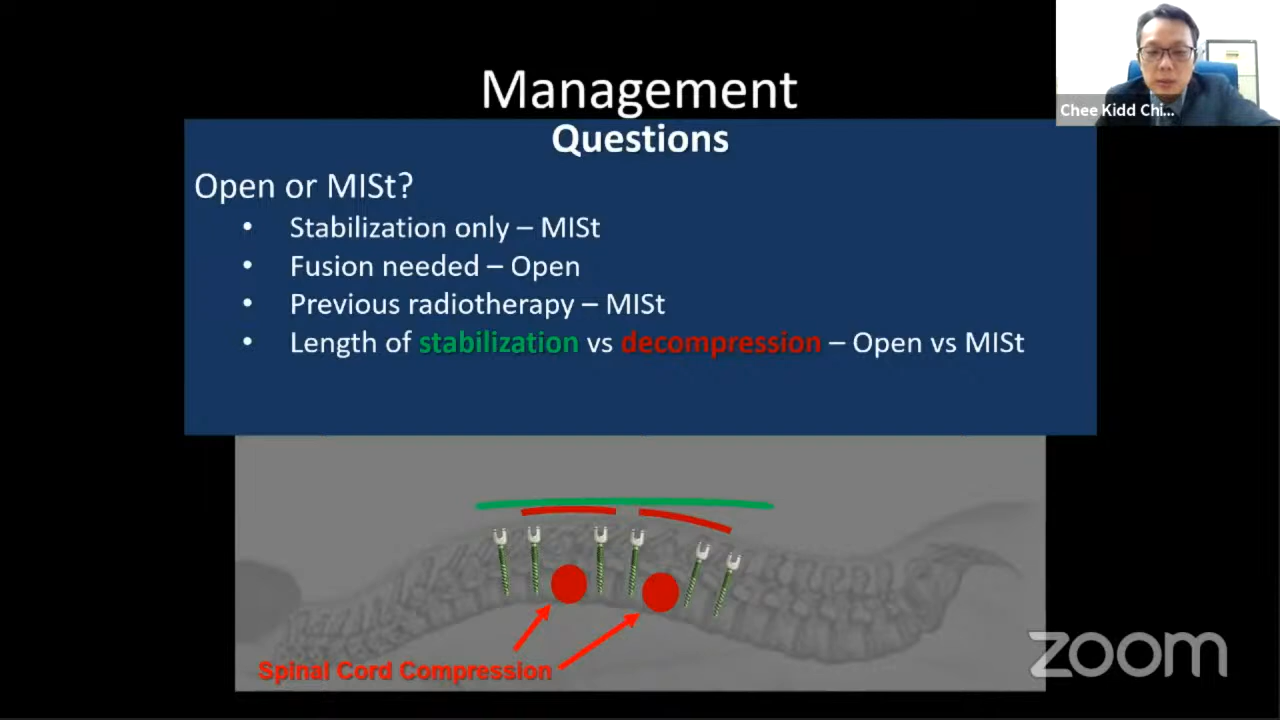 Management
Questions
Open or MISt?
• Stabilization only – MISt
• Fusion needed – Open
• Previous radiotherapy – MISt
• Length of stabilization vs decompression – Open vs MISt
Spinal Cord Compression
Chee Kidd Chi...
zoom